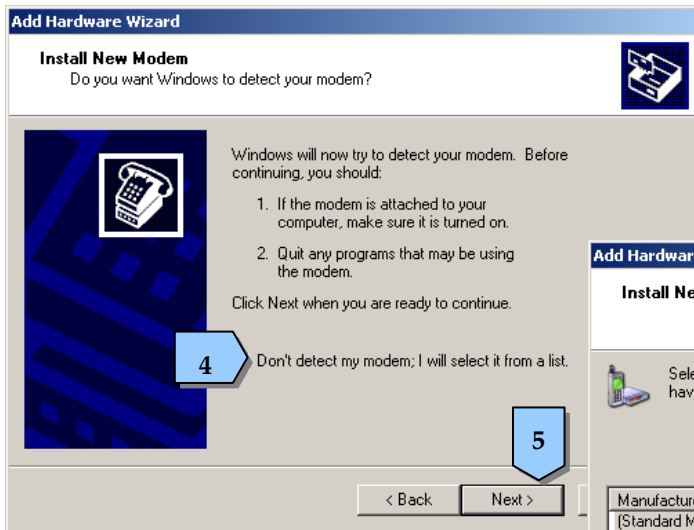 Add Hardware Wizard
Install New Modem
Do you want Windows to detect your modem?
Windows will now try to detect your modem. Before
continuing, you should:
1. If the modem is attached to your
computer, make sure it is turned on.
2. Quit any programs that may be using
the modem.
Click Next when you are ready to continue.
4
Don't detect my modem; I will select it from a list.
5
< Back
Next >
Add Hardwar
Install Ne
Sele
hav
Manufacture
(Standard M